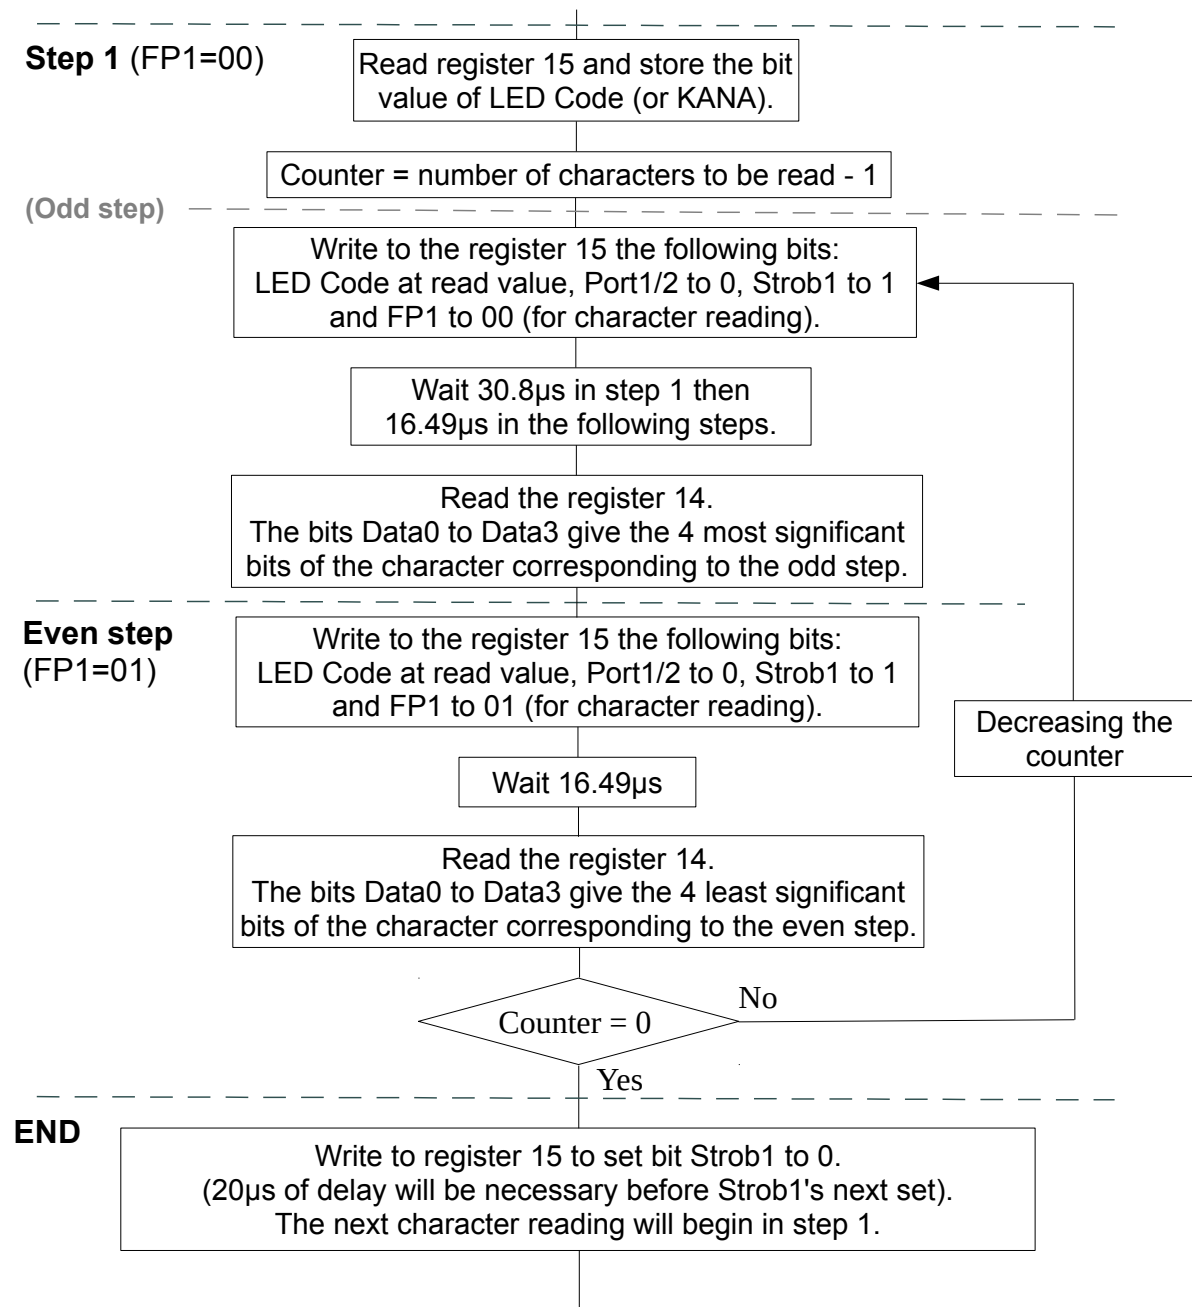 Step 1 (FP1=00)
Read register 15 and store the bit
value of LED Code (or KANA).
Counter = number of characters to be read - 1
(Odd step)
Write to the register 15 the following bits:
LED Code at read value, Port1/2 to 0, Strob1 to 1
and FP1 to 00 (for character reading).
Wait 30.8µs in step 1 then
16.49µs in the following steps.
Read the register 14.
The bits Data0 to Data3 give the 4 most significant
bits of the character corresponding to the odd step.
Even step
(FP1=01)
Write to the register 15 the following bits:
LED Code at read value, Port1/2 to 0, Strob1 to 1
and FP1 to 01 (for character reading).
Decreasing the
counter
Wait 16.49µs
Read the register 14.
The bits Data0 to Data3 give the 4 least significant
bits of the character corresponding to the even step.
No
Counter = 0
Yes
END
Write to register 15 to set bit Strob1 to 0.
(20µs of delay will be necessary before Strob1's next set).
The next character reading will begin in step 1.